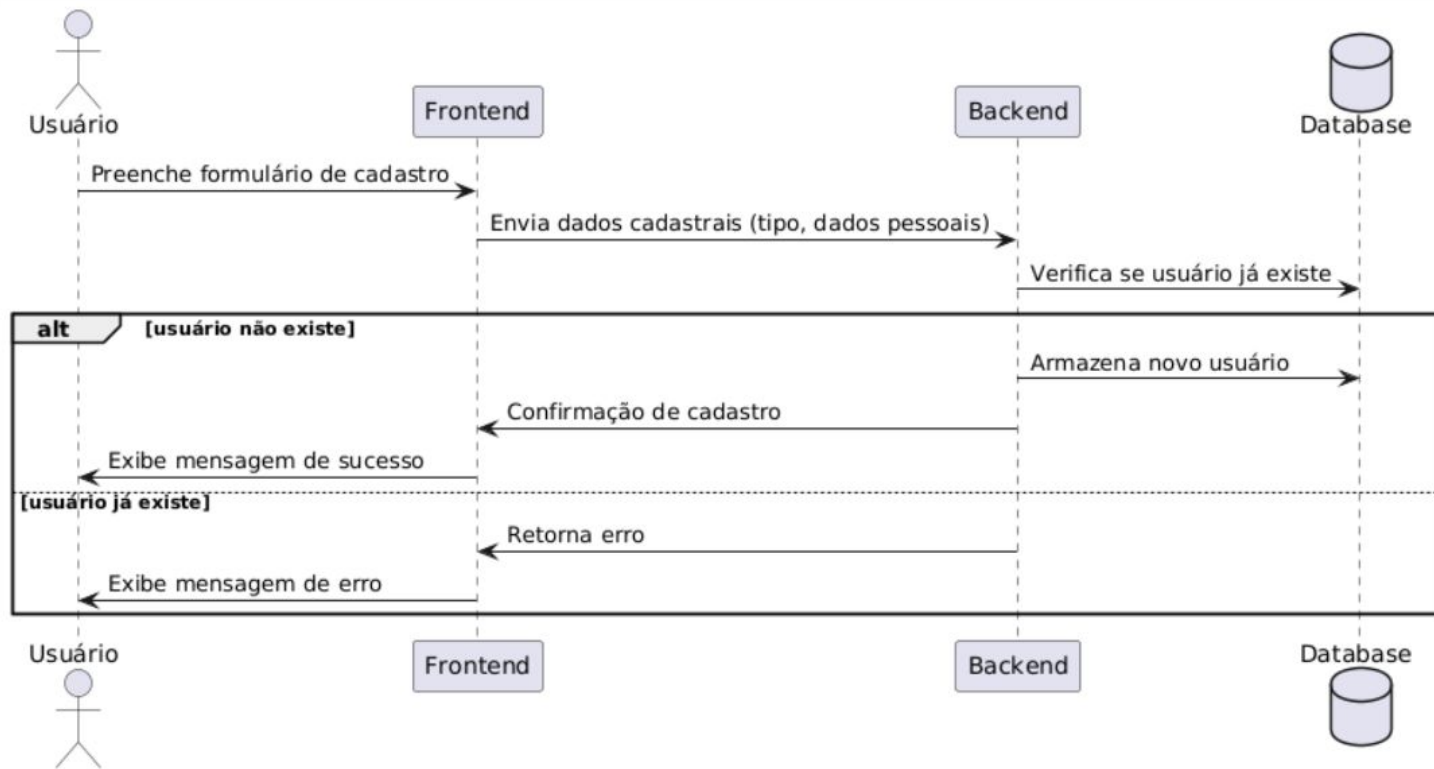 Usuário
Frontend
Backend
Database
Preenche formulário de cadastro
Envia dados cadastrais (tipo, dados pessoais)
Verifica se usuário já existe
alt [usuário não existe]
Armazena novo usuário
Confirmação de cadastro
Exibe mensagem de sucesso
[usuário já existe]
Retorna erro
Exibe mensagem de erro
Usuário
Frontend
Backend
Database